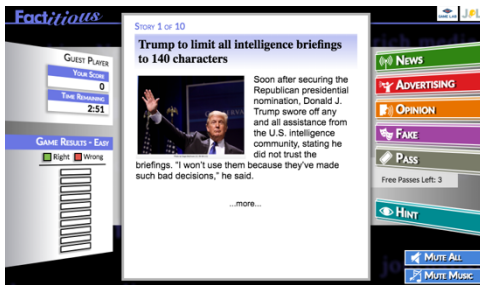 Factitious
GAME LAB
STORY 1 OF 10
Trump to limit all intelligence briefings
to 140 characters
Soon after securing the
Republican presidential
nomination, Donald J.
Trump swore off any
and all assistance from
the U.S. intelligence
community, stating he
did not trust the
briefings. “I won't use them because they've made
such bad decisions,” he said.
...more...
GUEST PLAYER
YOUR SCORE
0
TIME REMAINING
2:51
GAME RESULTS - EASY
Right
Wrong
NEWS
ADVERTISING
OPINION
FAKE
PASS
Free Passes Left: 3
HINT
MUTE ALL
MUTE MUSIC